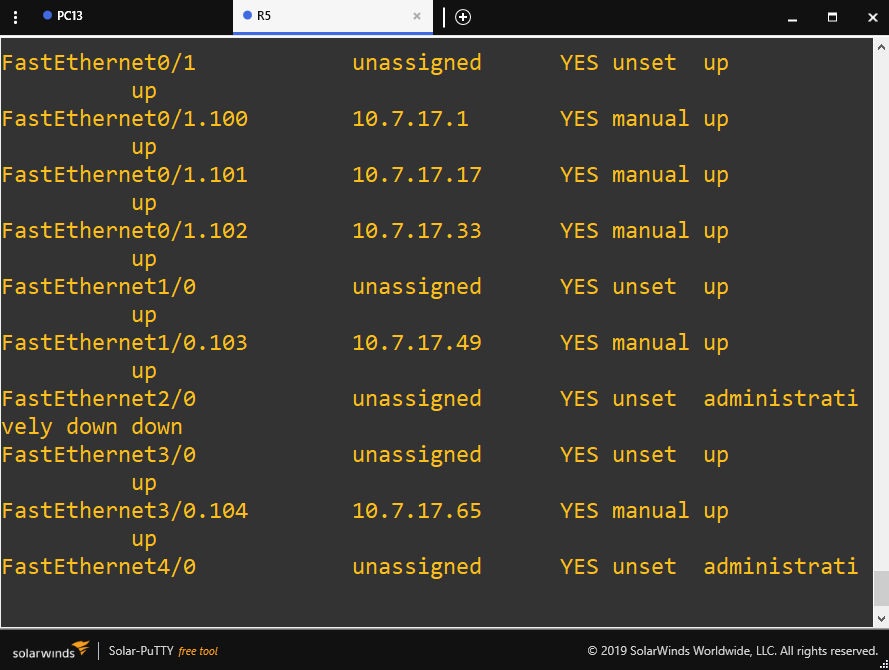 PC13
R5
FastEthernet0/1 unassigned YES unset up
up
FastEthernet0/1.100 10.7.17.1 YES manual up
up
FastEthernet0/1.101 10.7.17.17 YES manual up
up
FastEthernet0/1.102 10.7.17.33 YES manual up
up
FastEthernet1/0 unassigned YES unset up
up
FastEthernet1/0.103 10.7.17.49 YES manual up
up
FastEthernet2/0 unassigned YES unset administrati
vely down down
FastEthernet3/0 unassigned YES unset up
up
FastEthernet3/0.104 10.7.17.65 YES manual up
up
FastEthernet4/0 unassigned YES unset administrati
solarwinds Solar-PuTTY free tool © 2019 SolarWinds Worldwide, LLC. All rights reserved.